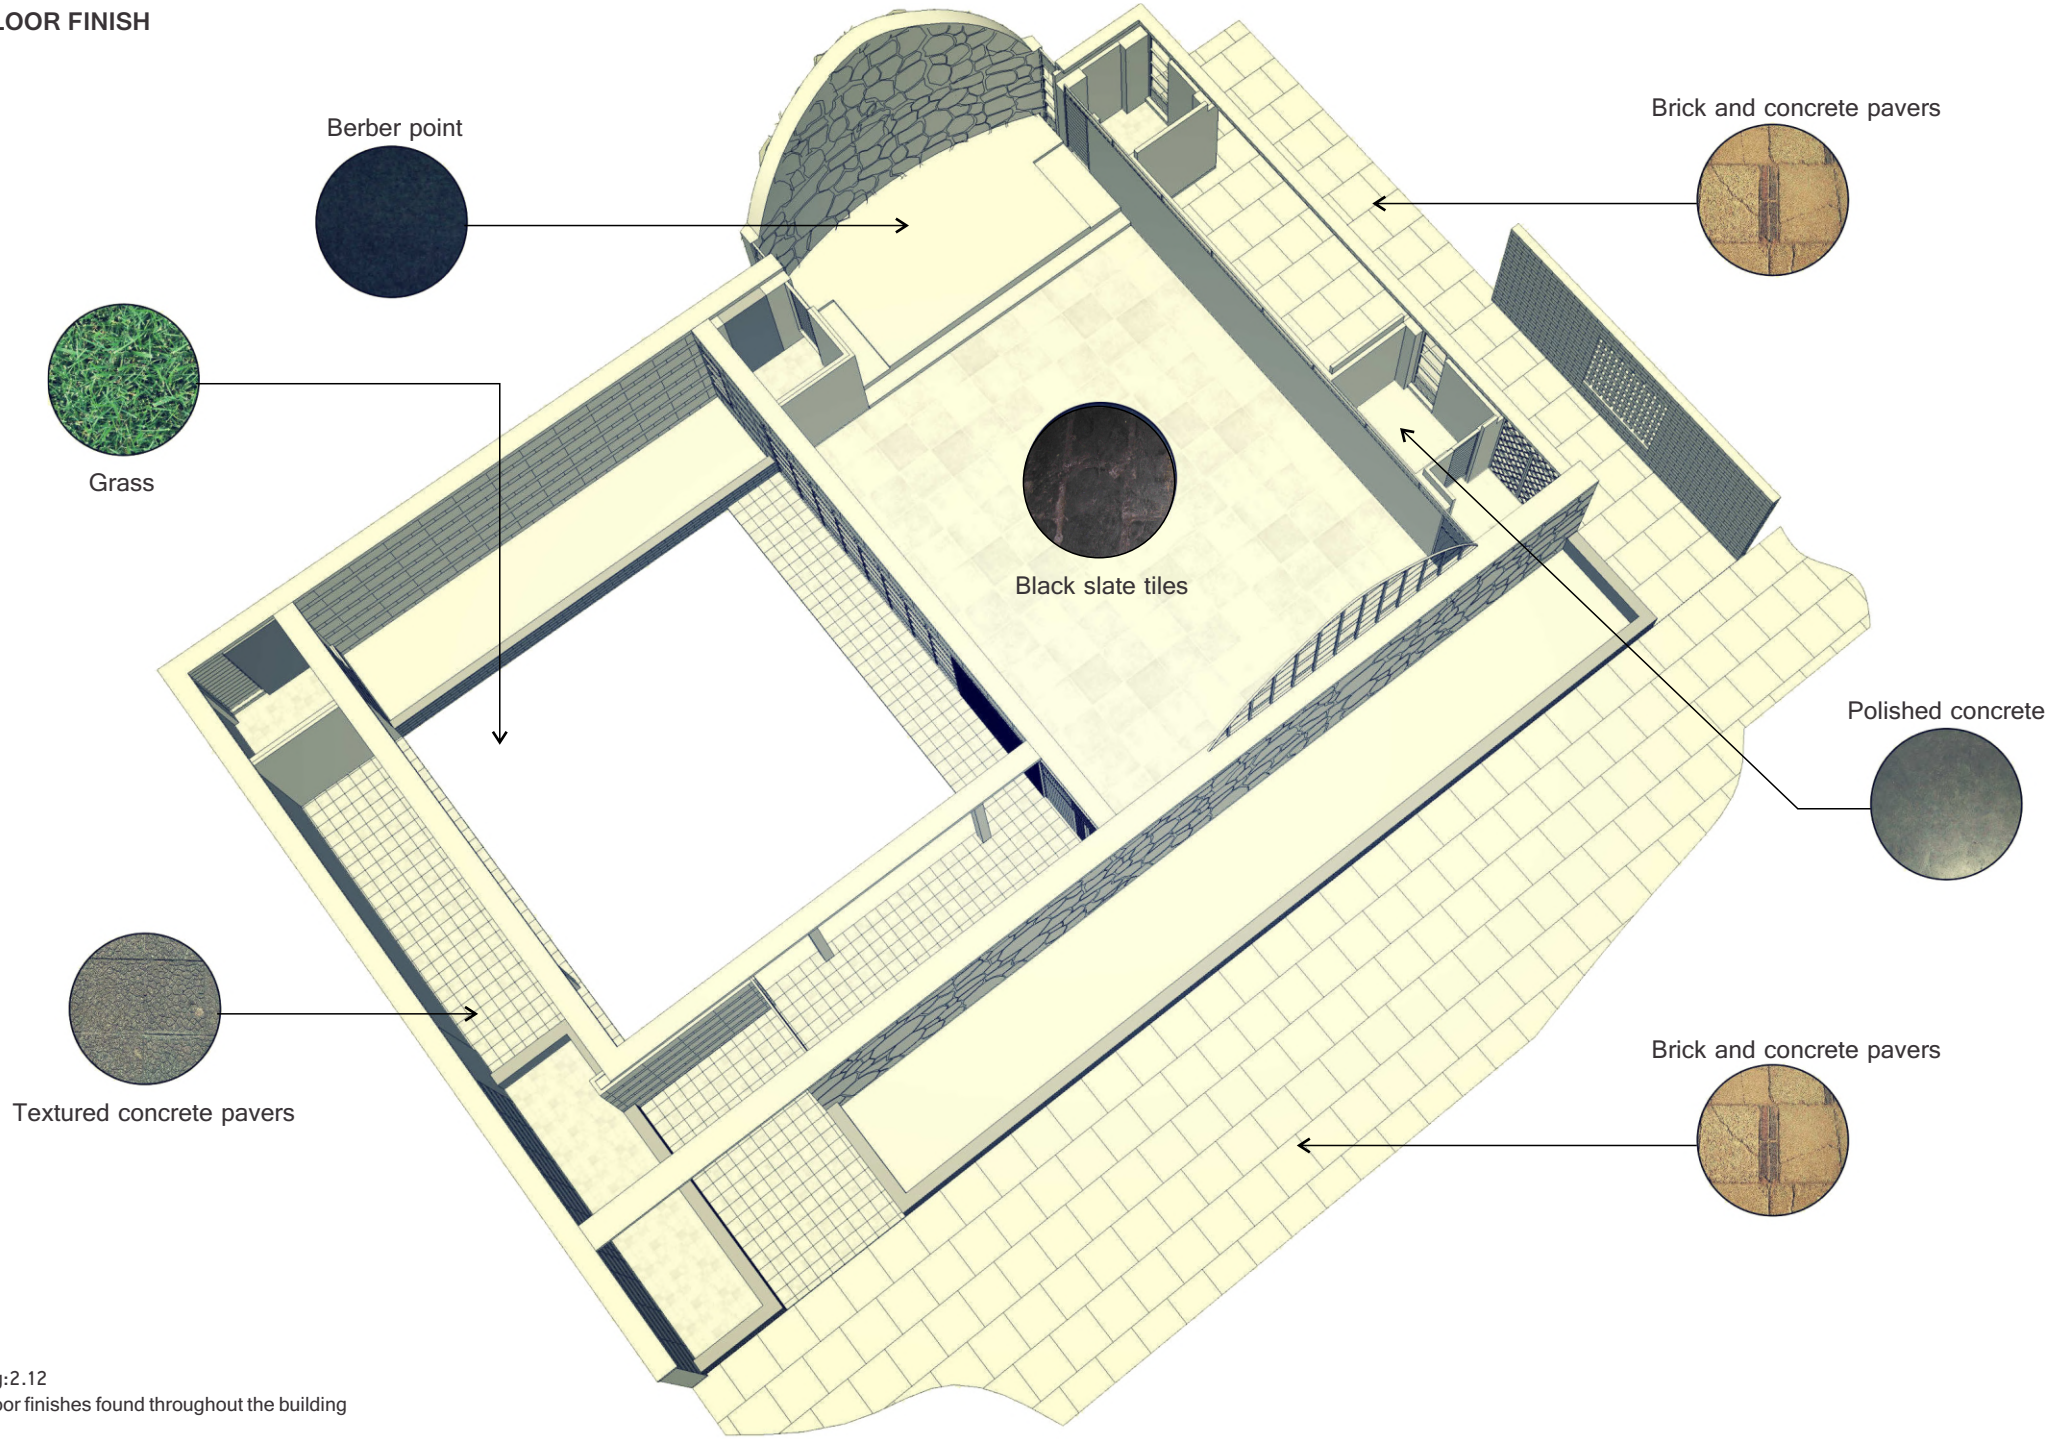 LOOR FINISH
Berber point
Brick and concrete pavers
Grass
Black slate tiles
Polished concrete
Textured concrete pavers
Brick and concrete pavers
:2.12
or finishes found throughout the building